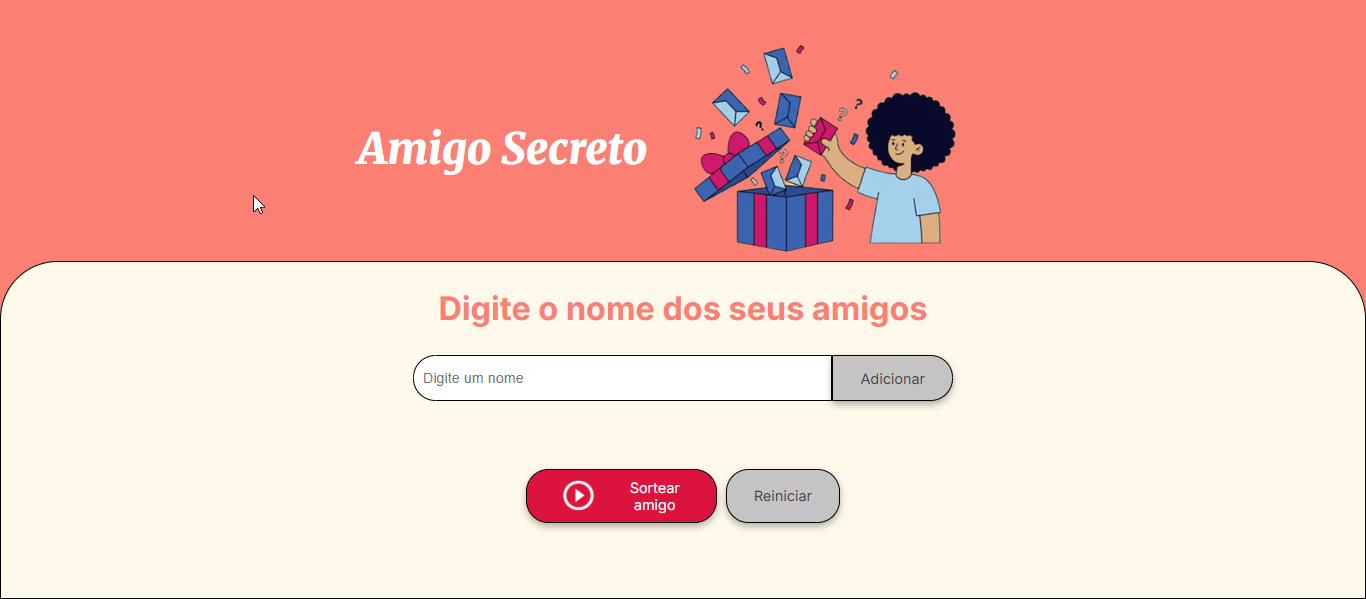 Amigo Secreto
Digite o nome dos seus amigos
Digite um nome
Adicionar
Sortear
amigo
Reiniciar